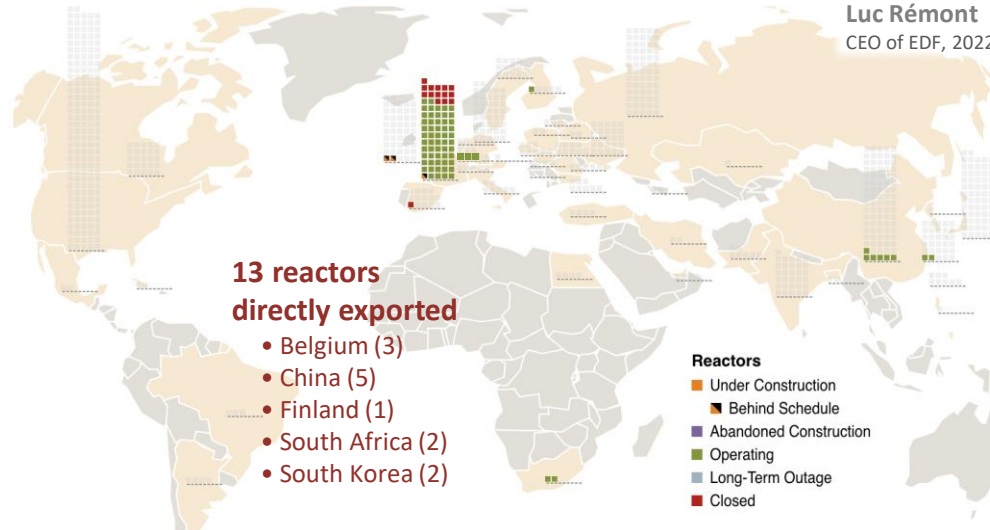 Luc Rémont
CEO of EDF, 2022
13 reactors
directly exported
• Belgium (3)
• China (5)
• Finland (1)
• South Africa (2)
• South Korea (2)
Reactors
Under Construction
Behind Schedule
Abandoned Construction
Operating
Long-Term Outage
Closed